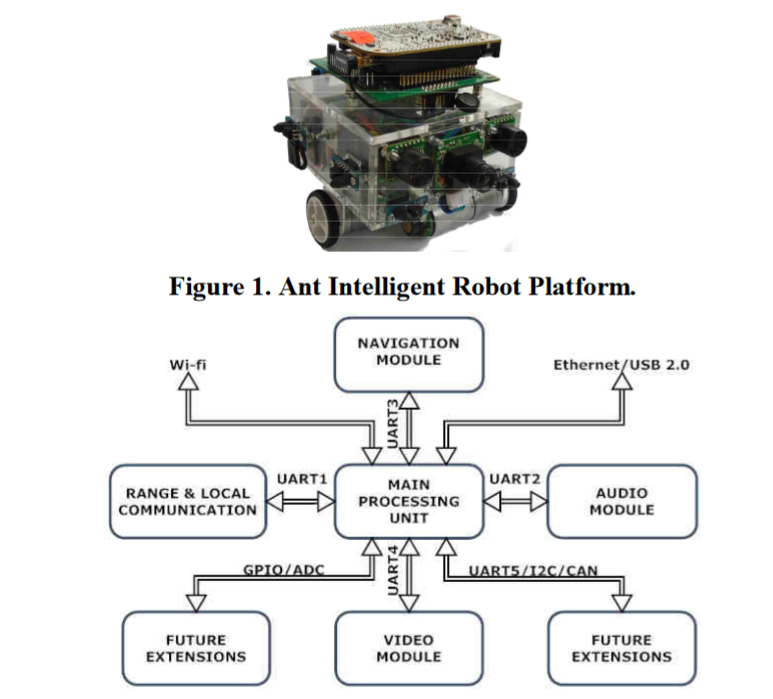 Figure 1. Ant Intelligent Robot Platform.
NAVIGATION
MODULE
Wi-fi
Ethernet/USB 2.0
UART3
RANGE & LOCAL
COMMUNICATION
UART1
MAIN
PROCESSING
UNIT
UART2
AUDIO
MODULE
GPIO/ADC
UART4
UART5/I2C/CAN
FUTURE
EXTENSIONS
VIDEO
MODULE
FUTURE
EXTENSIONS